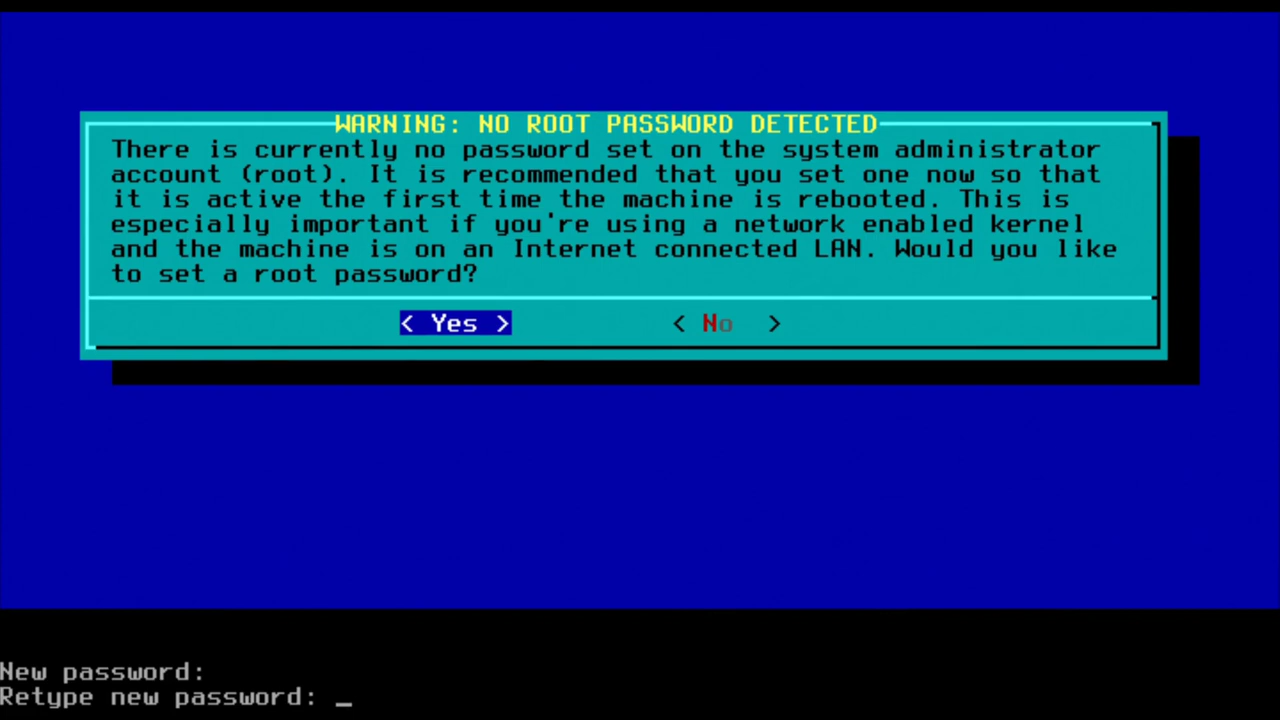 WARNING: NO ROOT PASSWORD DETECTED
There is currently no password set on the system administrator
account (root). It is recommended that you set one now so that
it is active the first time the machine is rebooted. This is
especially important if you're using a network enabled kernel
and the machine is on an Internet connected LAN. Would you like
to set a root password?
< Yes > < No >
New password:
Retype new password: _